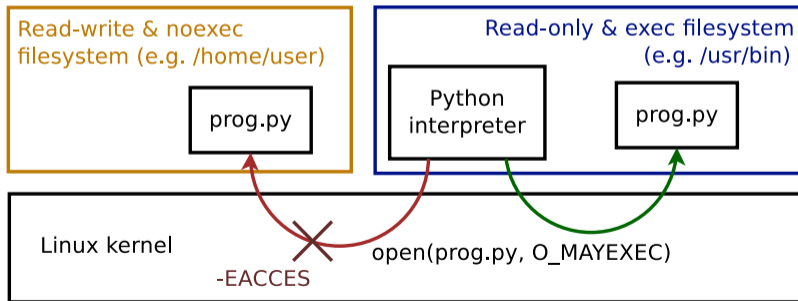 Read-write & noexec
filesystem (e.g. /home/user)
prog.py
Read-only & exec filesystem
(e.g. /usr/bin)
Python
interpreter
prog.py
Linux kernel
-EACCES
open(prog.py, O_MAYEXEC)